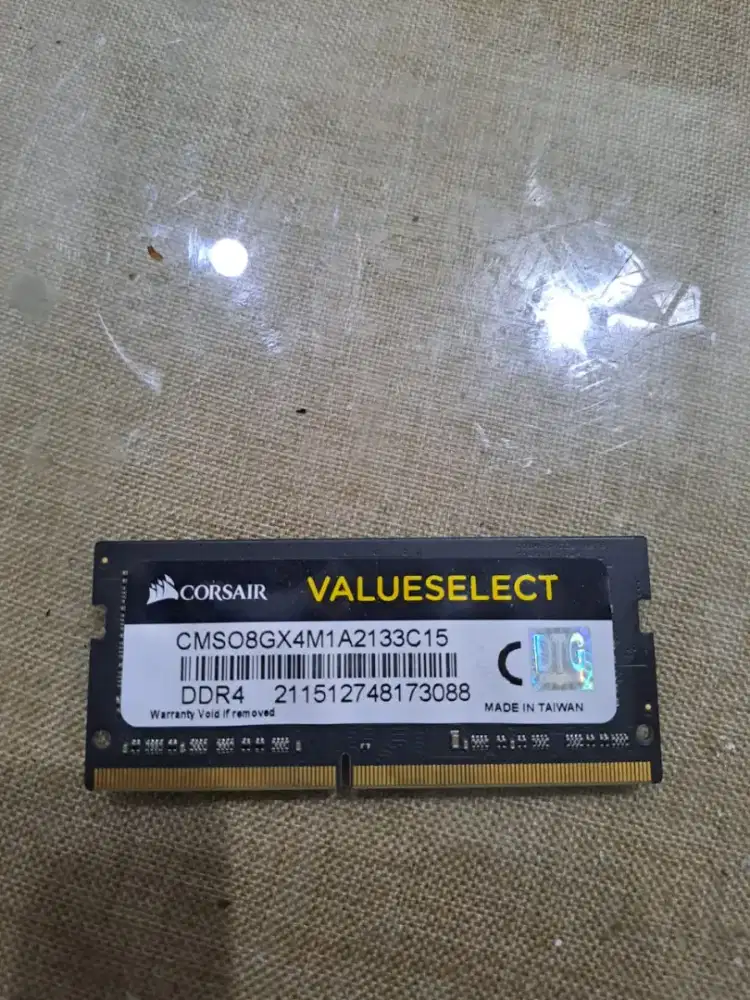 CORSAIR VALUESELECT
CMSO8GX4M1A2133C15
DDR4 211512748173088
Warranty Void if removed
MADE IN TAIWAN